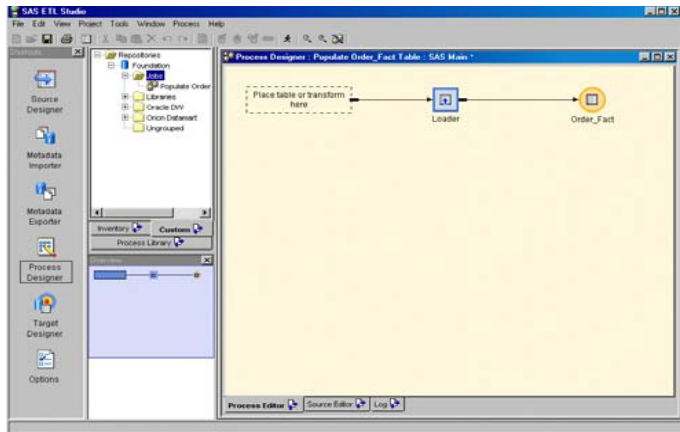 SAS ETL Studio
File Edit View Project Tools Window Process Help
Shortcuts
Source
Designer
Metadata
Importer
Metadata
Exporter
Process
Designer
Target
Designer
Options
Repositories
Foundation
Jobs
Populate Order
Libraries
Oracle DW
Orion Datamart
Ungrouped
Inventory
Custom
Process Library
Overview
Process Designer : Populate Order_Fact Table : SAS Main *
Place table or transform
here
Loader
Order_Fact
Process Editor
Source Editor
Log